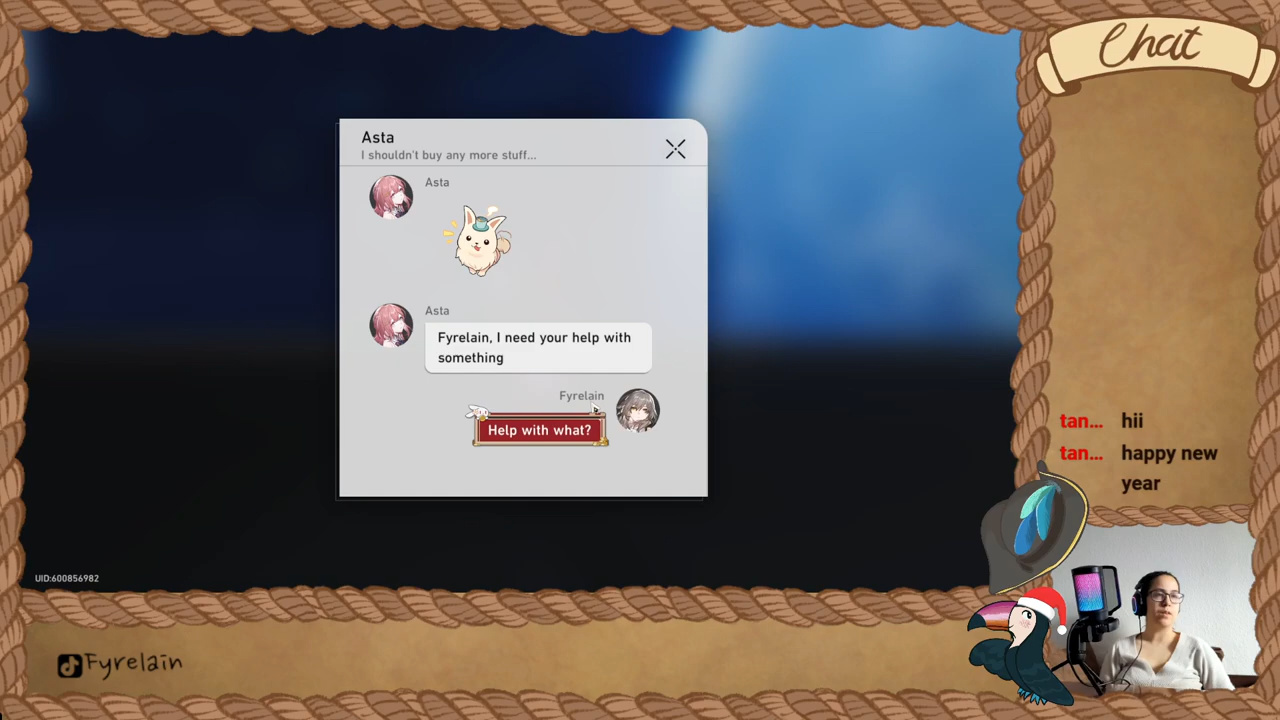 Chat
Asta
I shouldn't buy any more stuff...
Asta
Asta
Fyrelain, I need your help with
something
Fyrelain
Help with what?
tan... hii
tan... happy new
year
UID:600856982
Fyrelain